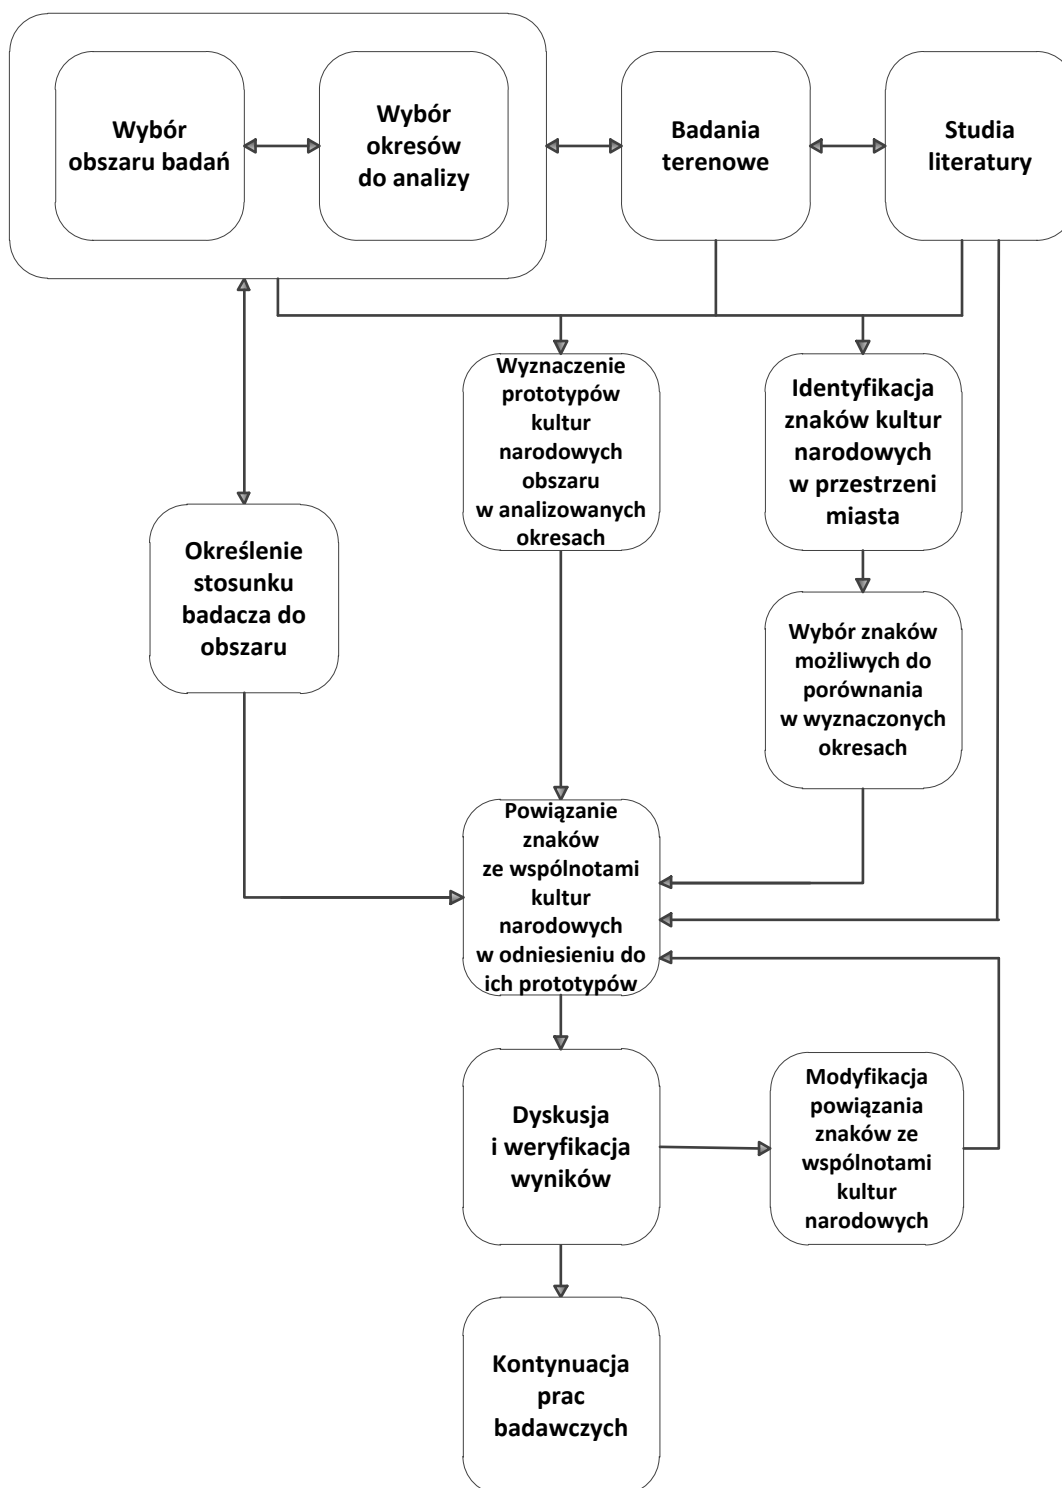 Wybór
obszaru badań
Wybór
okresów
do analizy
Badania
terenowe
Studia
literatury
Wyznaczenie
prototypów
kultur
narodowych
obszaru
w analizowanych
okresach
Identyfikacja
znaków kultur
narodowych
w przestrzeni
miasta
Określenie
stosunku
badacza do
obszaru
Wybór znaków
możliwych do
porównania
w wyznaczonych
okresach
Powiązanie
znaków
ze wspólnotami
kultur
narodowych
w odniesieniu do
ich prototypów
Dyskusja
i weryfikacja
wyników
Modyfikacja
powiązania
znaków ze
wspólnotami
kultur
narodowych
Kontynuacja
prac
badawczych